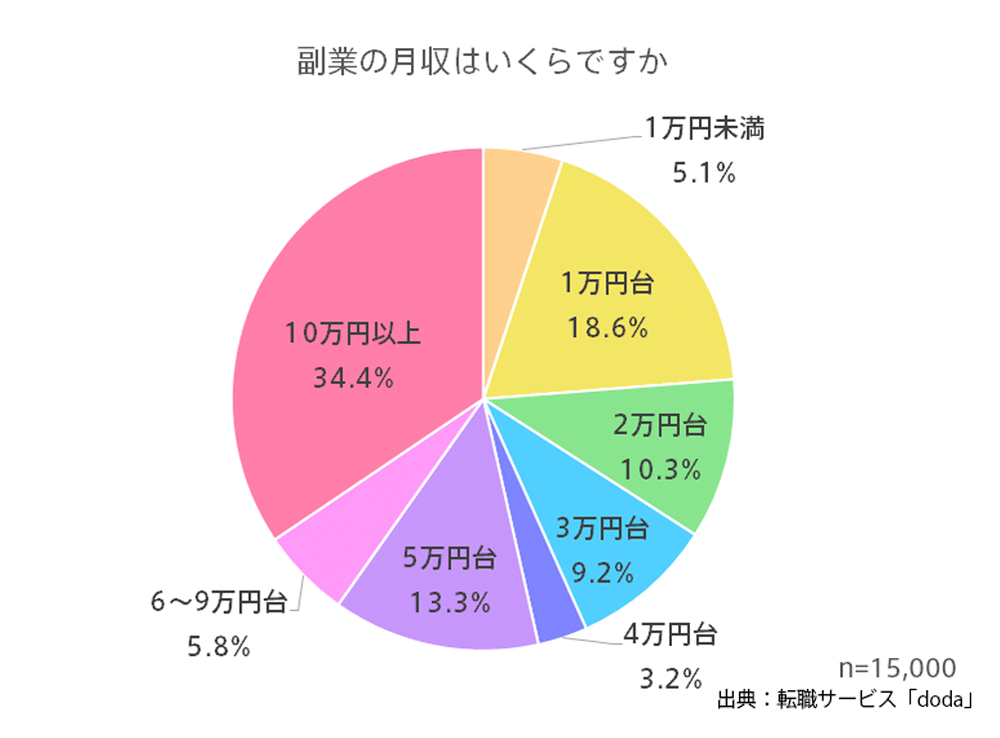 副業の月収はいくらですか
1万円未満
5.1%
1万円台
18.6%
2万円台
10.3%
3万円台
9.2%
4万円台
3.2%
5万円台
13.3%
6～9万円台
5.8%
10万円以上
34.4%
n=15,000
出典：転職サービス「doda」